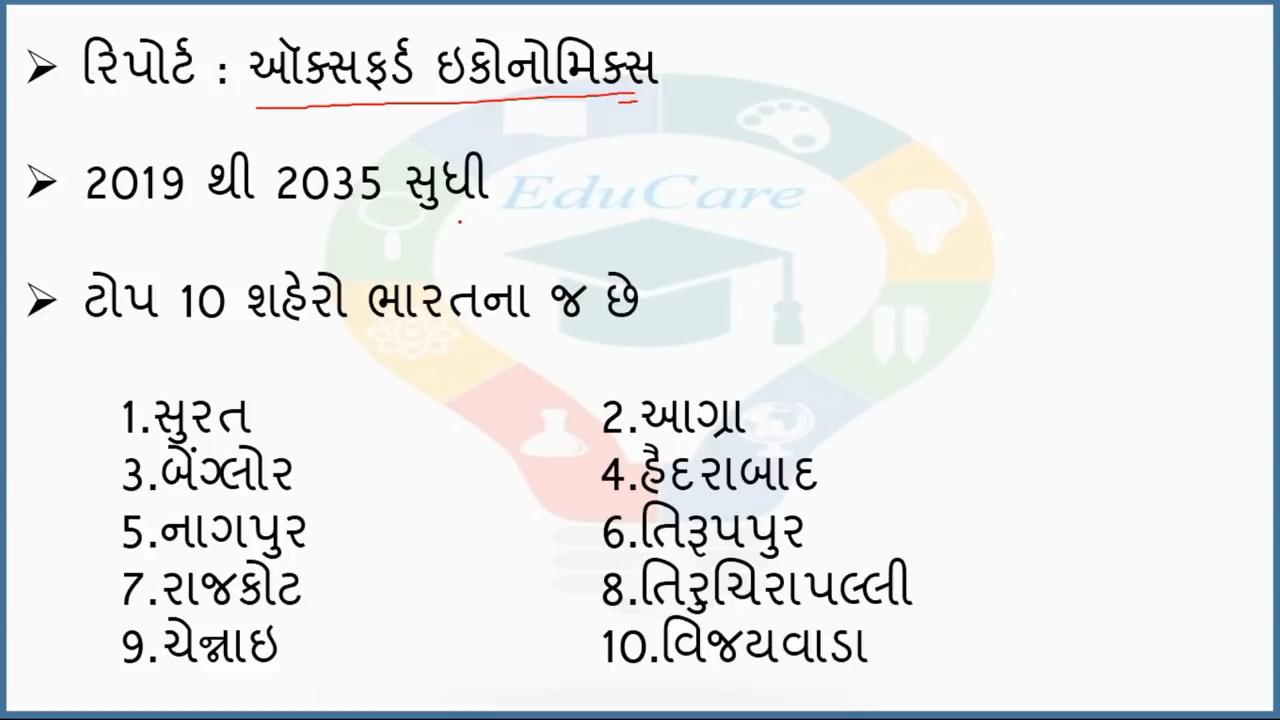 ➢ રિપોર્ટ : ઑક્સફર્ડ ઇકોનોમિક્સ
➢ 2019 થી 2035 સુધી
EduCare
➢ ટોપ 10 શહેરો ભારતના જ છે
1.સુરત 2.આગ્રા
3.બેંગ્લોર 4.હૈદરાબાદ
5.નાગપુર 6.તિરૂપપુર
7.રાજકોટ 8.તિરુચિરાપલ્લી
9.ચેન્નાઇ 10.વિજયવાડા